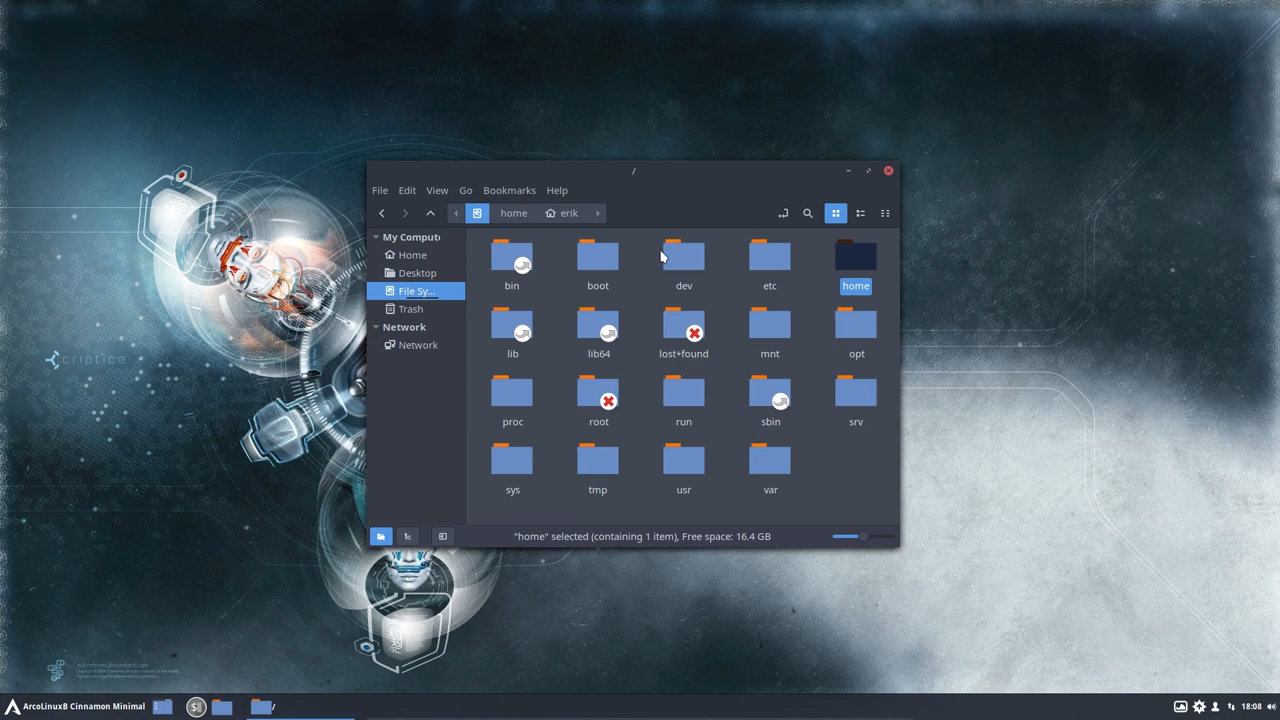 /
File Edit View Go Bookmarks Help
home erik
My Comput
Home
Desktop
File Sy...
Trash
Network
Network
bin boot dev etc home
lib lib64 lost+found mnt opt
proc root run sbin srv
sys tmp usr var
"home" selected (containing 1 item), Free space: 16.4 GB
criptica
ArcoLinuxB Cinnamon Minimal / 18:08